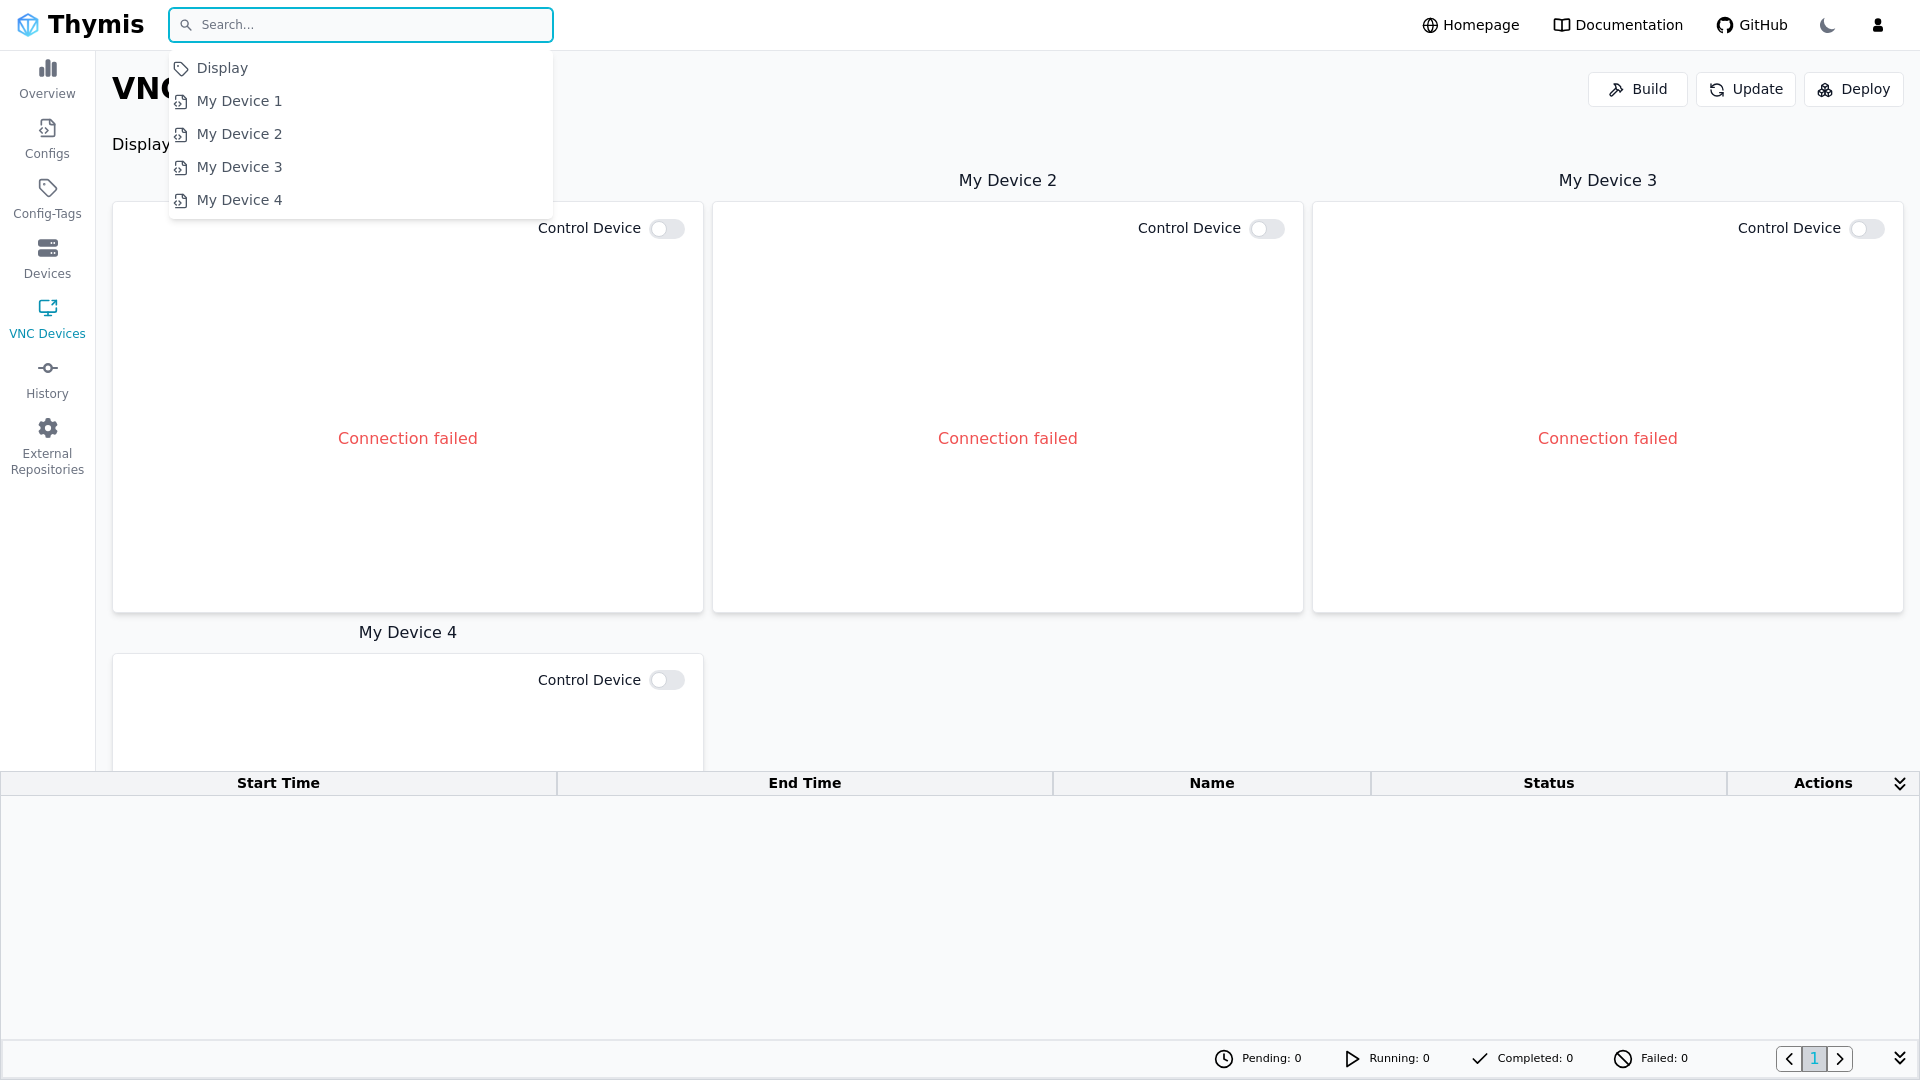 Thymis
Search...
Homepage
Documentation
GitHub
Display
My Device 1
My Device 2
My Device 3
My Device 4
Overview
Configs
Config-Tags
Devices
VNC Devices
History
External
Repositories
VNC
Build
Update
Deploy
Display
My Device 2
My Device 3
Control Device
Control Device
Control Device
Connection failed
Connection failed
Connection failed
My Device 4
Control Device
Start Time
End Time
Name
Status
Actions
Pending: 0
Running: 0
Completed: 0
Failed: 0
1